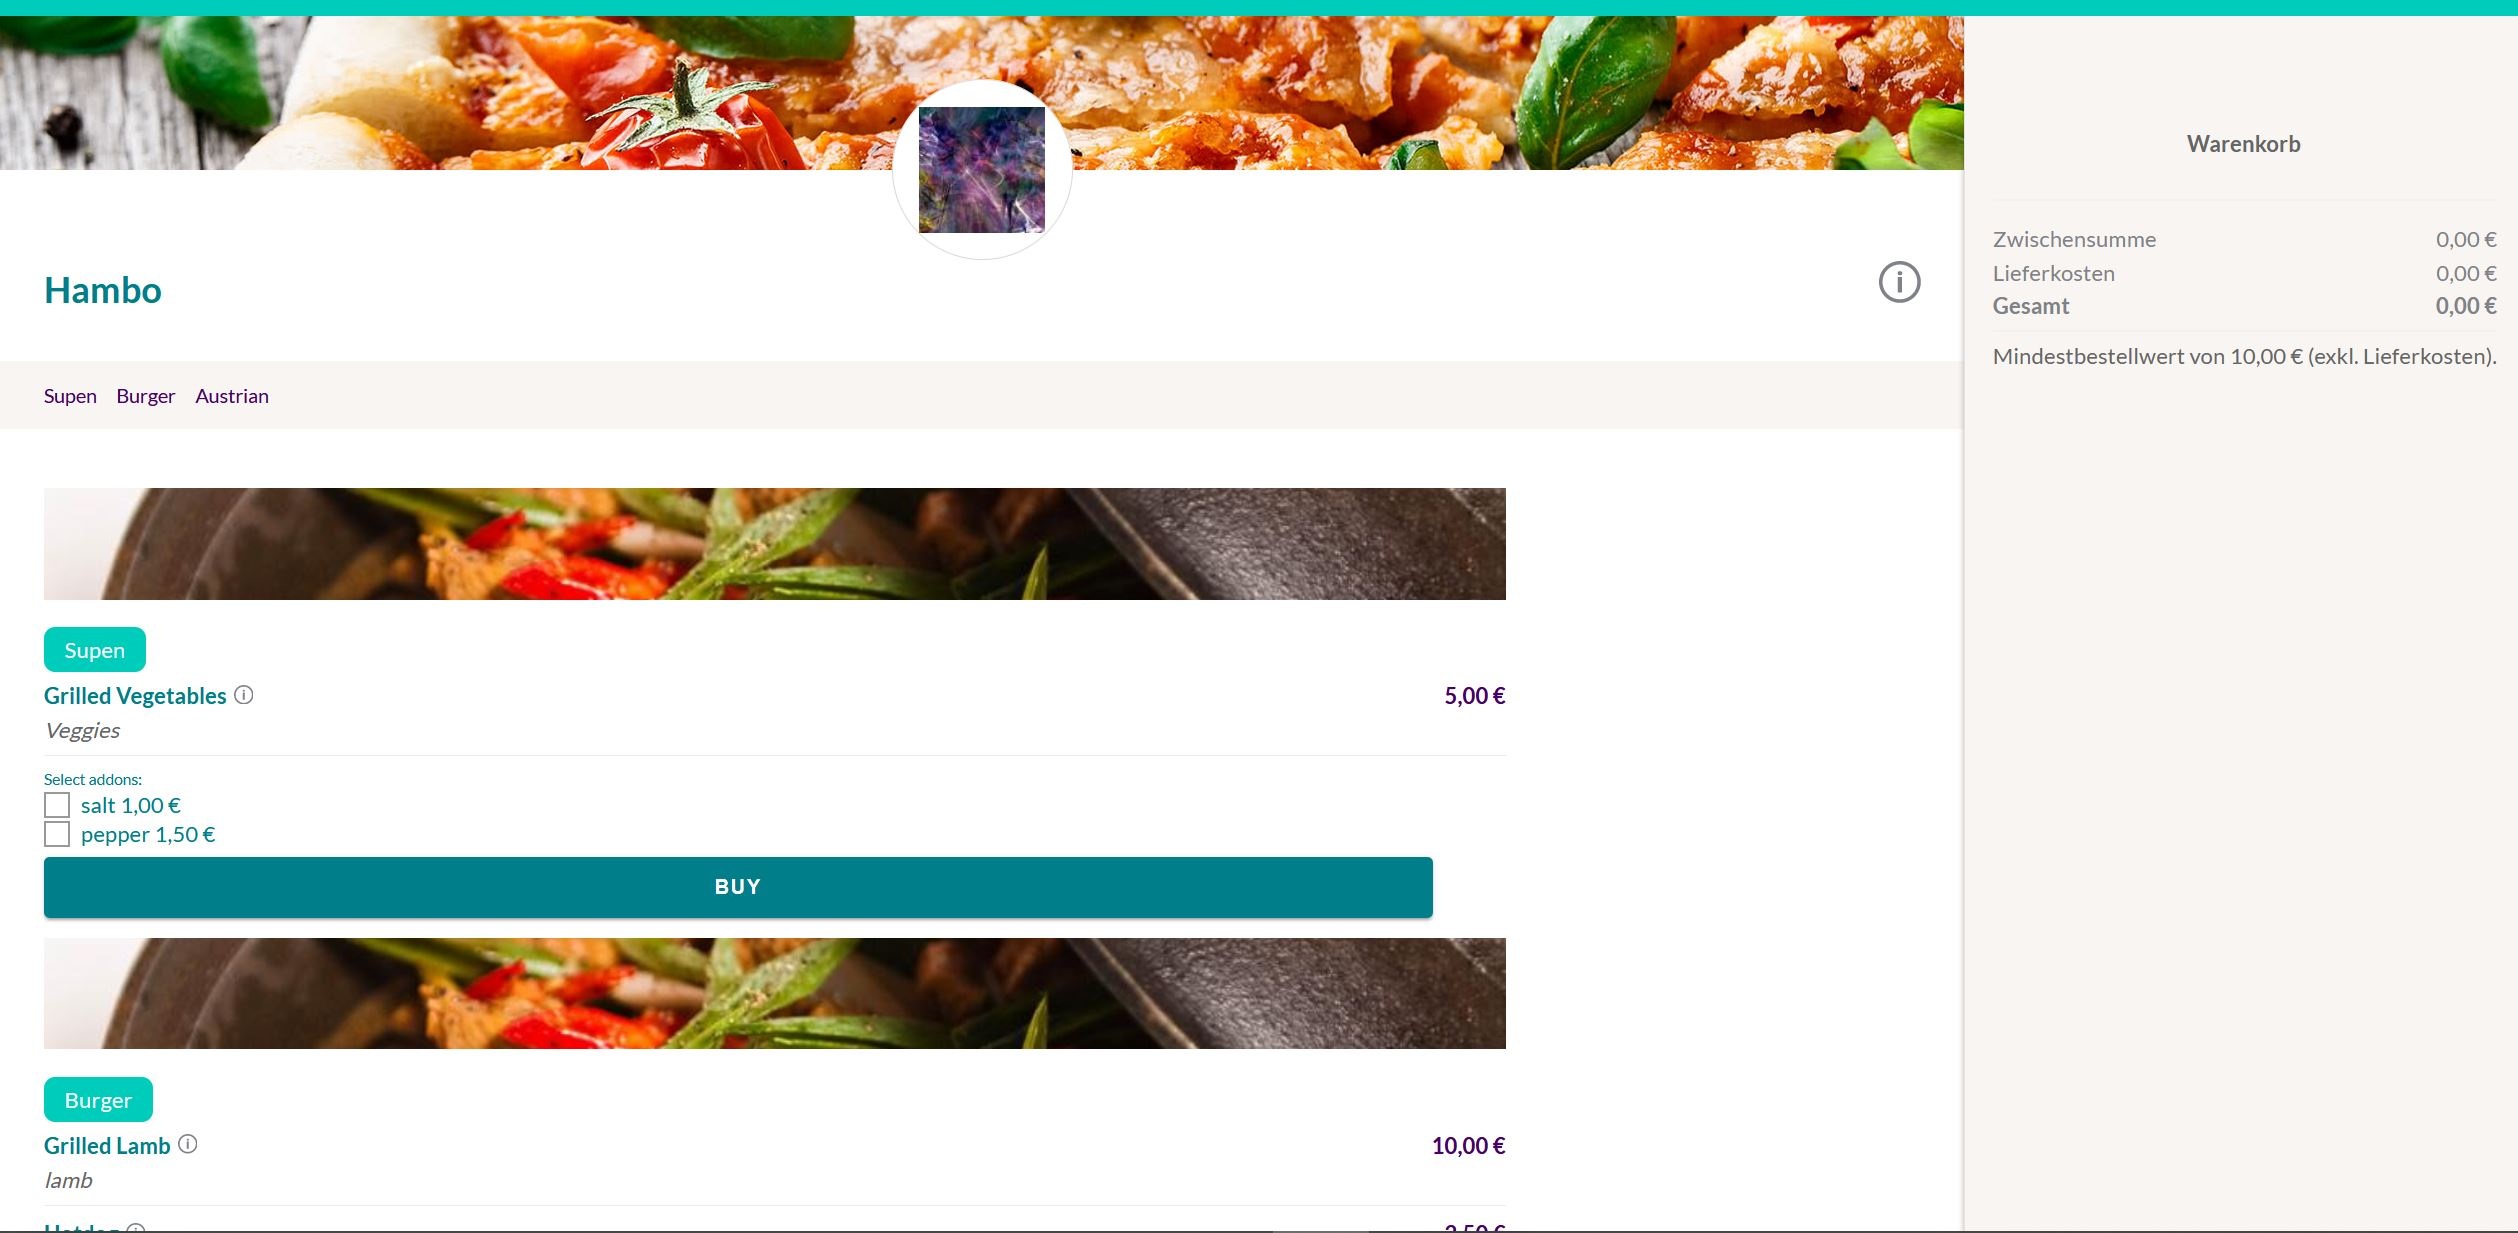 Hambo
Supen Burger Austrian
Supen
Grilled Vegetables 5,00 €
Veggies
Select addons:
salt 1,00 €
pepper 1,50 €
BUY
Burger
Grilled Lamb 10,00 €
lamb
Warenkorb
Zwischensumme 0,00 €
Lieferkosten 0,00 €
Gesamt 0,00 €
Mindestbestellwert von 10,00 € (exkl. Lieferkosten).